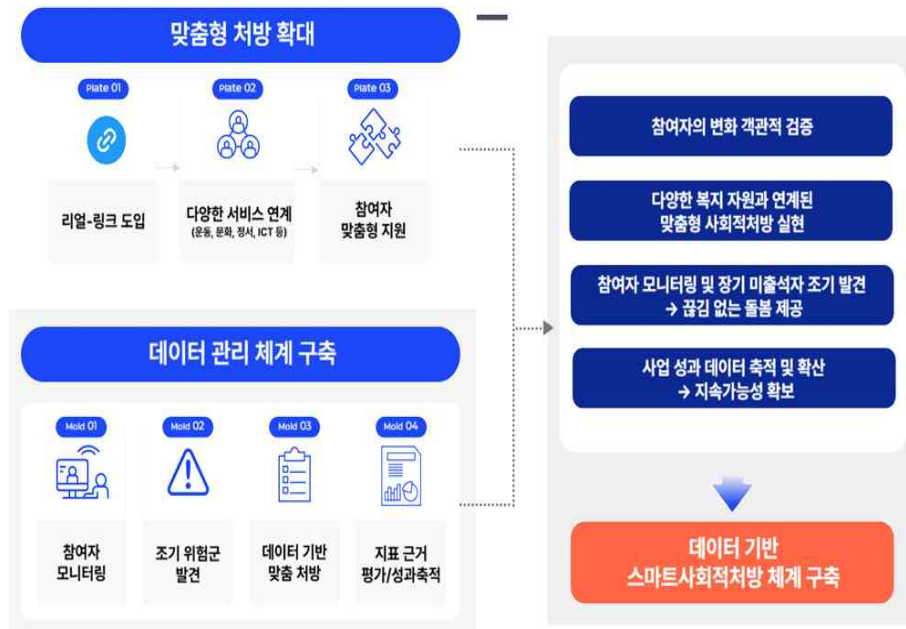 맞춤형 처방 확대
Plate 01
Plate 02
Plate 03
리얼-링크 도입
다양한 서비스 연계
(운동, 문화, 정서, ICT 등)
참여자
맞춤형 지원
데이터 관리 체계 구축
Mold 01
Mold 02
Mold 03
Mold 04
참여자
모니터링
조기 위험군
발견
데이터 기반
맞춤 처방
지표 근거
평가/성과축적
참여자의 변화 객관적 검증
다양한 복지 자원과 연계된
맞춤형 사회적처방 실현
참여자 모니터링 및 장기 미출석자 조기 발견
→ 끊김 없는 돌봄 제공
사업 성과 데이터 축적 및 확산
→ 지속가능성 확보
데이터 기반
스마트사회적처방 체계 구축